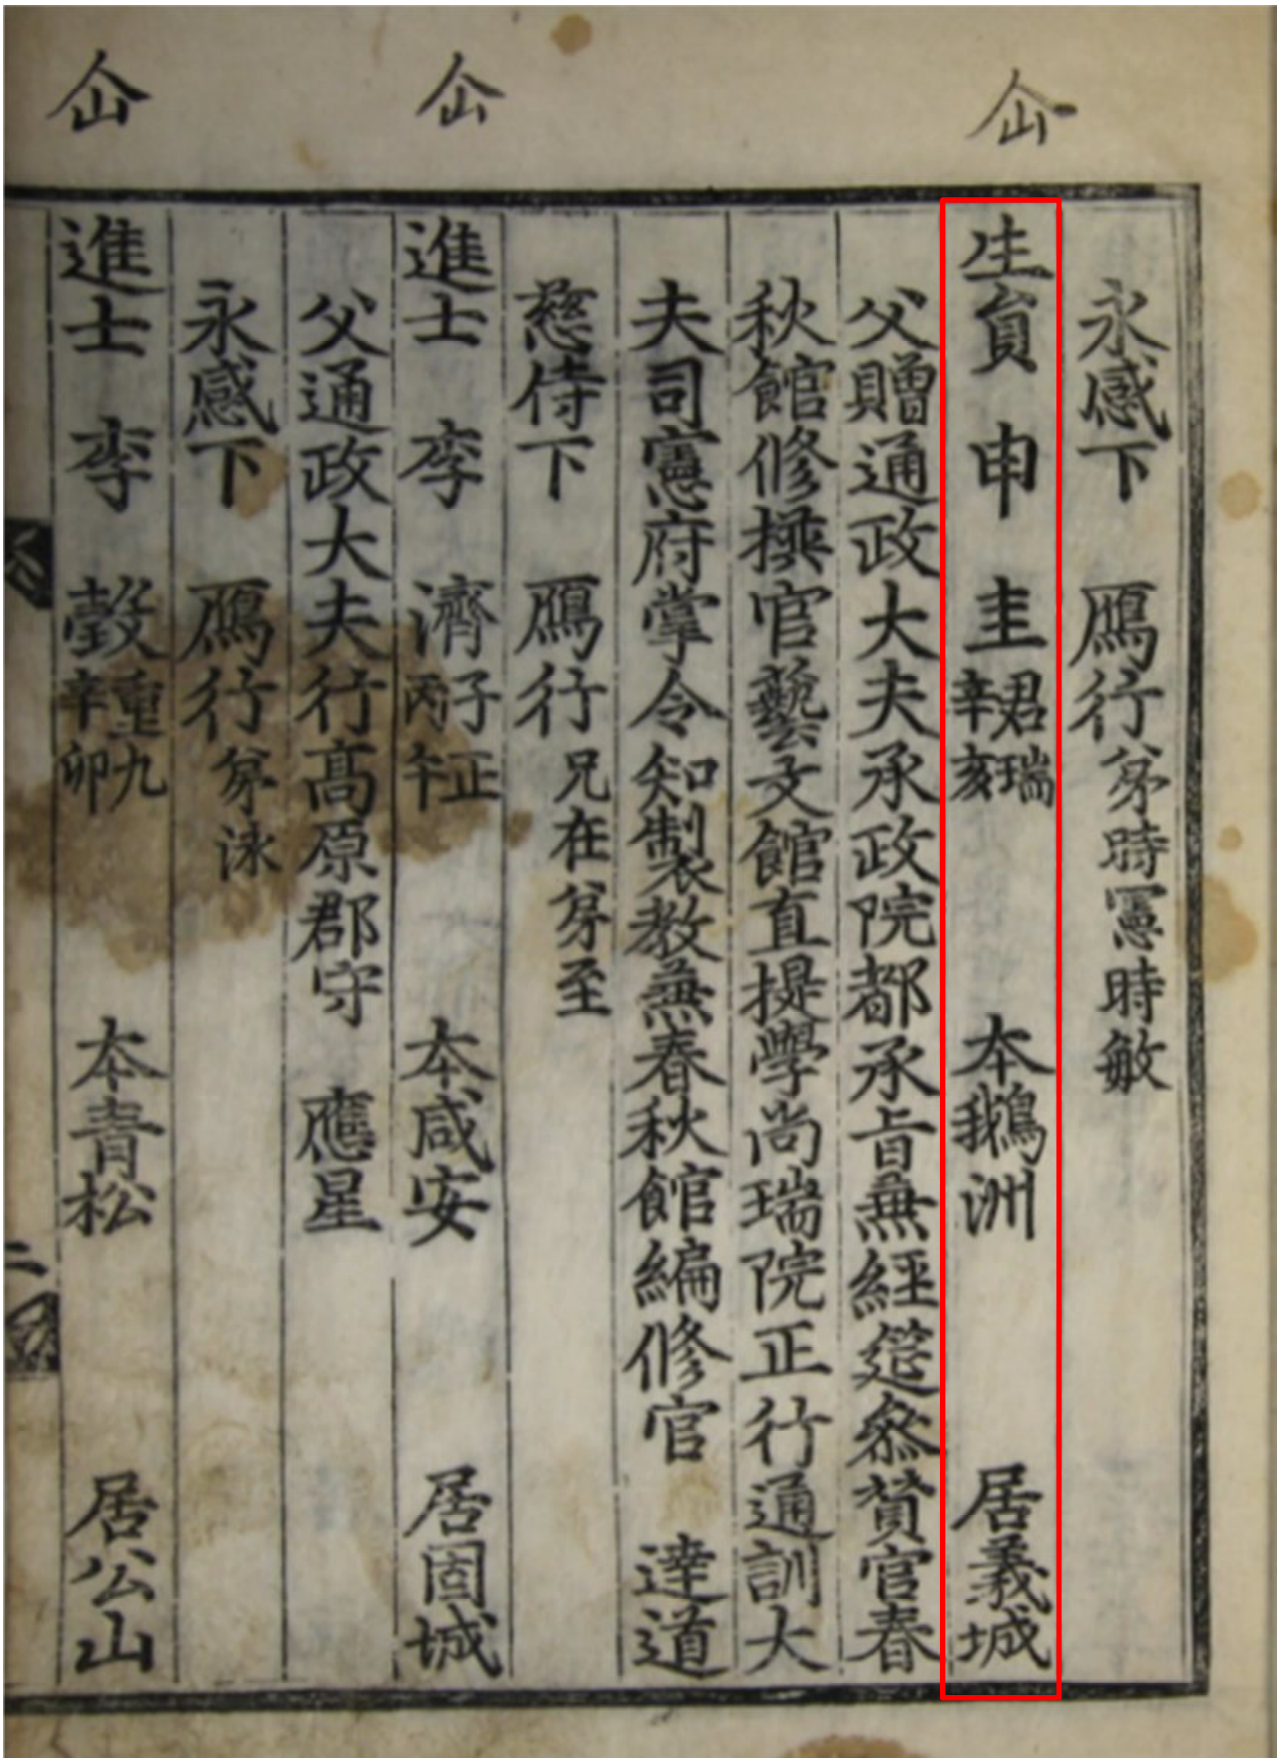 仚
仚
仚
永感下 鴈行弟時憲時敏
生員 申 圭君瑞辛亥 本鵝洲 居義城
父贈通政大夫承政院都承旨兼經筵叅贊官春
秋館修撰官藝文館直提學尚瑞院正行通訓大
夫司憲府掌令知製敎兼春秋館編修官 達道
慈侍下 鴈行兄在弟至
進士 李 濟子正丙午 本咸安 居固城
父通政大夫行高原郡守 應星
永感下 鴈行弟泳
進士 李 㲄重九辛卯 本青松 居公山
二